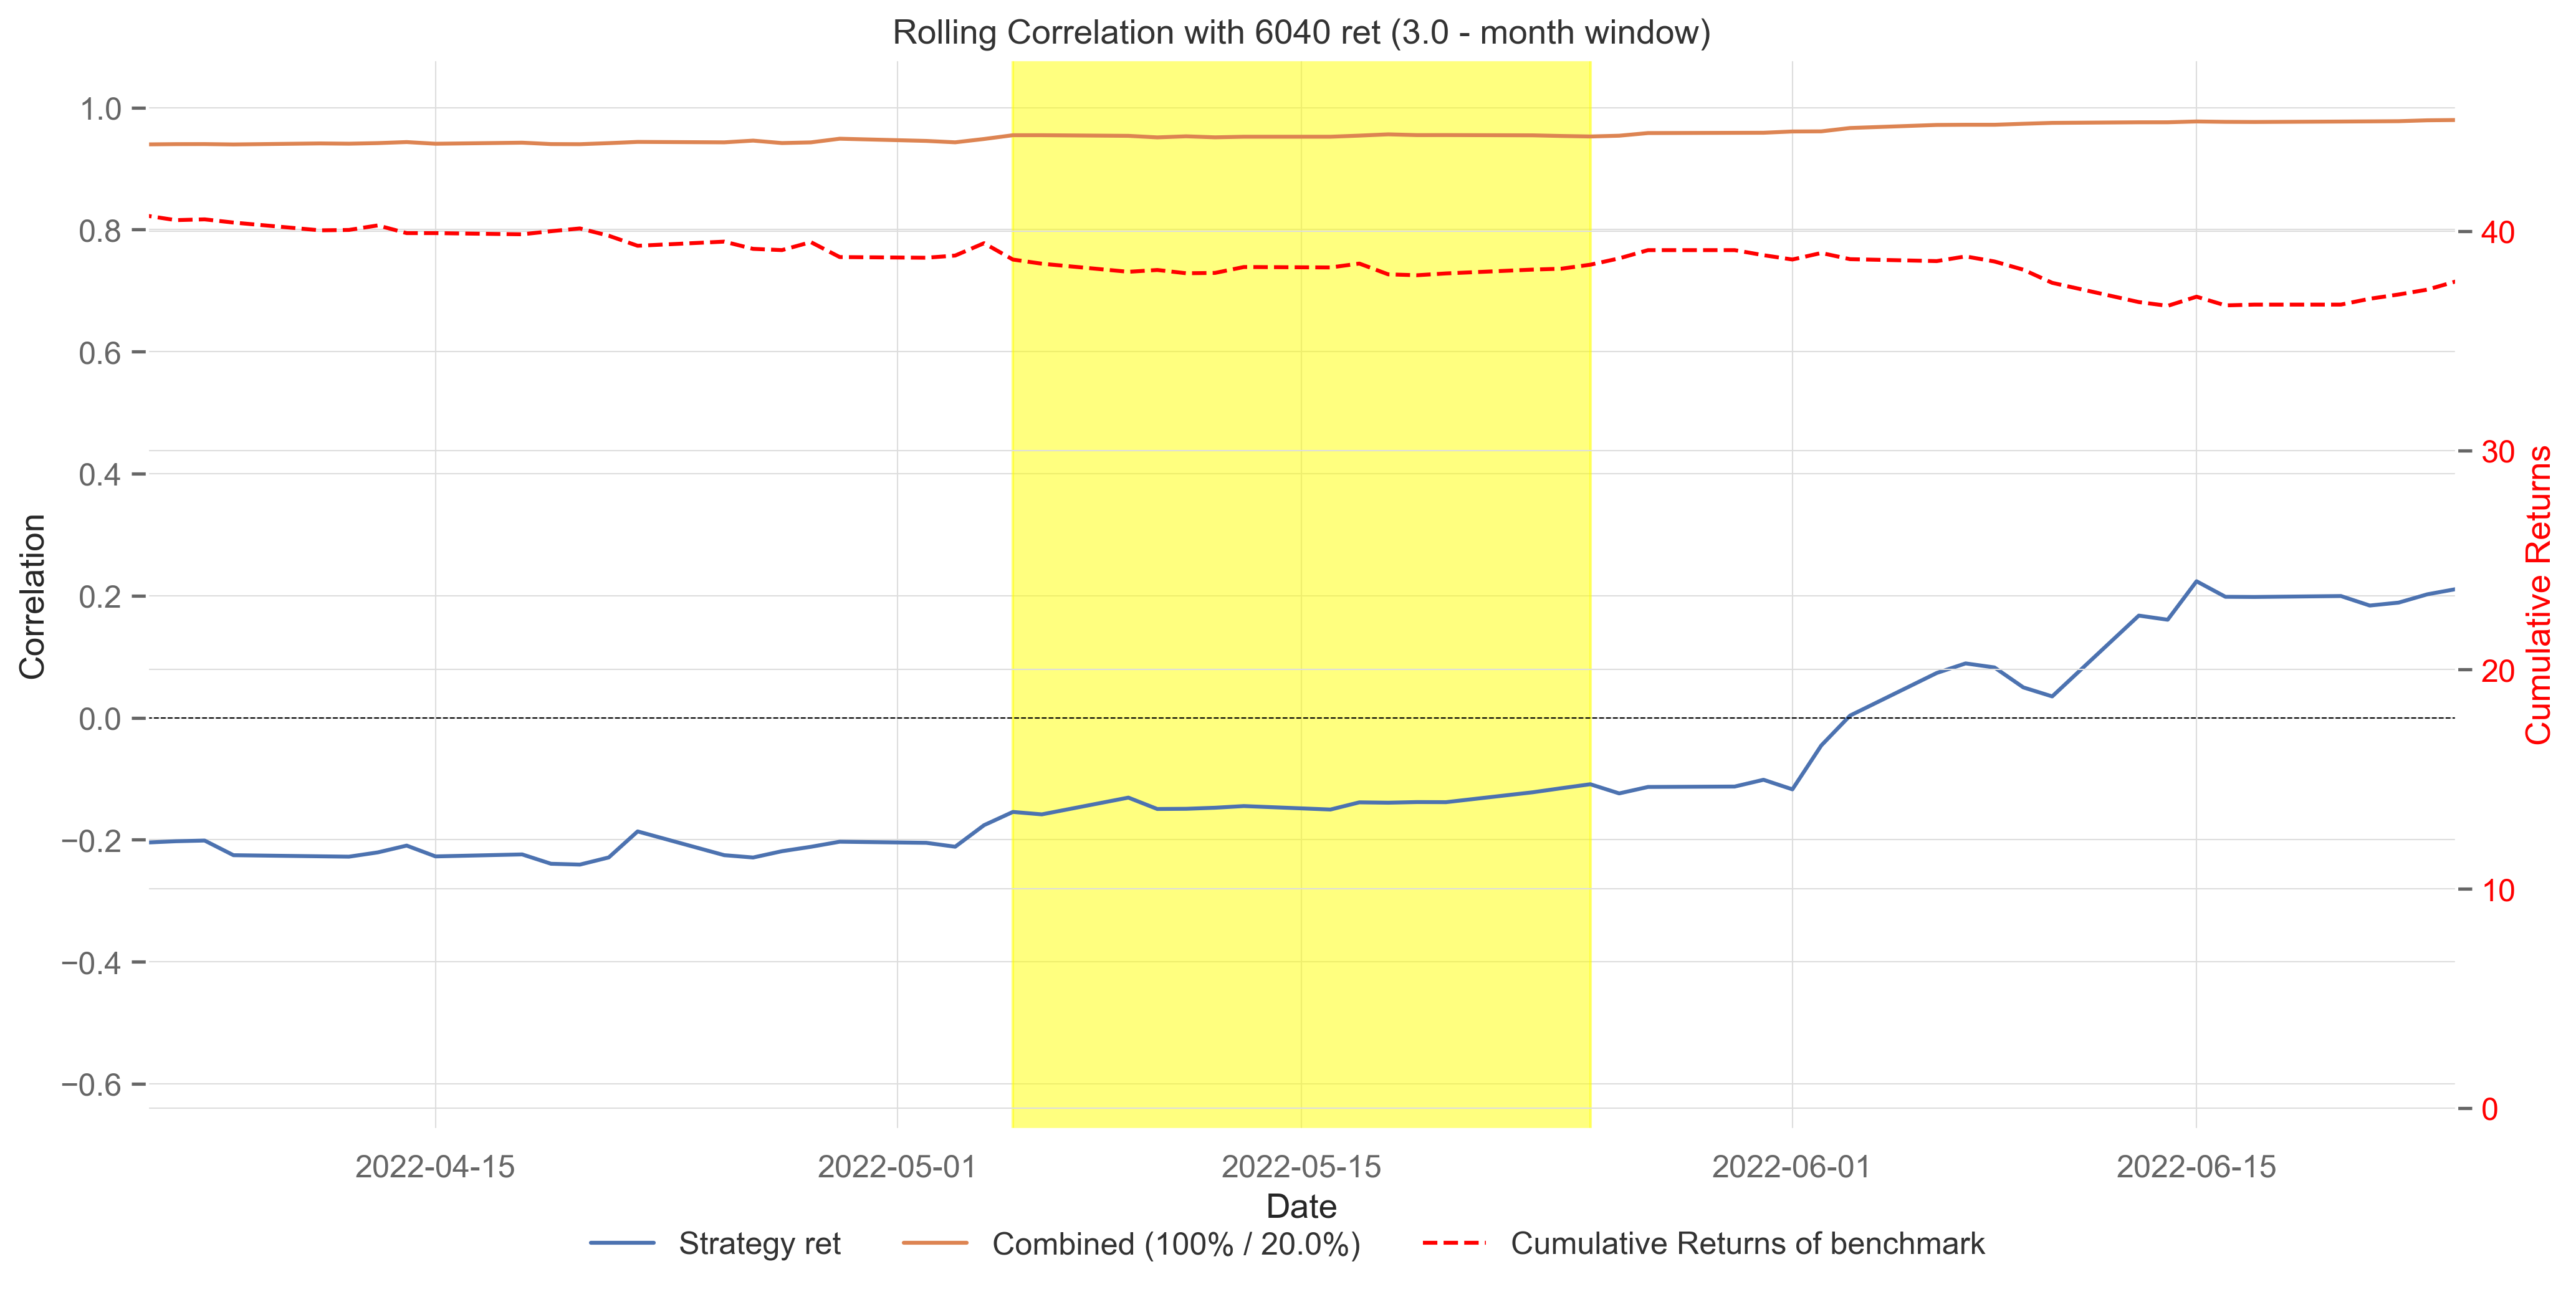 Rolling Correlation with 6040 ret (3.0 - month window)
1.0
0.8
0.6
0.4
0.2
0.0
−0.2
−0.4
−0.6
Correlation
40
30
20
10
0
Cumulative Returns
2022-04-15 2022-05-01 2022-05-15 2022-06-01 2022-06-15
Date
Strategy ret Combined (100% / 20.0%) Cumulative Returns of benchmark